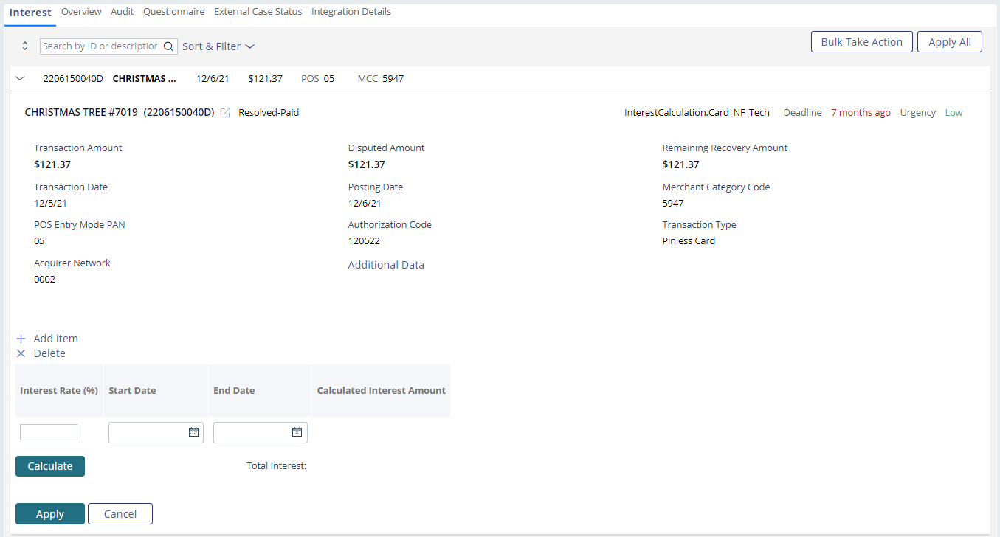 Interest Overview Audit Questionnaire External Case Status Integration Details
Search by ID or description Sort & Filter Bulk Take Action Apply All
2206150040D CHRISTMAS ... 12/6/21 $121.37 POS 05 MCC 5947
CHRISTMAS TREE #7019 (2206150040D) Resolved-Paid InterestCalculation.Card_NF_Tech Deadline 7 months ago Urgency Low
Transaction Amount Disputed Amount Remaining Recovery Amount
$121.37 $121.37 $121.37
Transaction Date Posting Date Merchant Category Code
12/5/21 12/6/21 5947
POS Entry Mode PAN Authorization Code Transaction Type
05 120522 Pinless Card
Acquirer Network Additional Data
0002
Add item
Delete
Interest Rate (%) Start Date End Date Calculated Interest Amount
Calculate Total Interest:
Apply Cancel